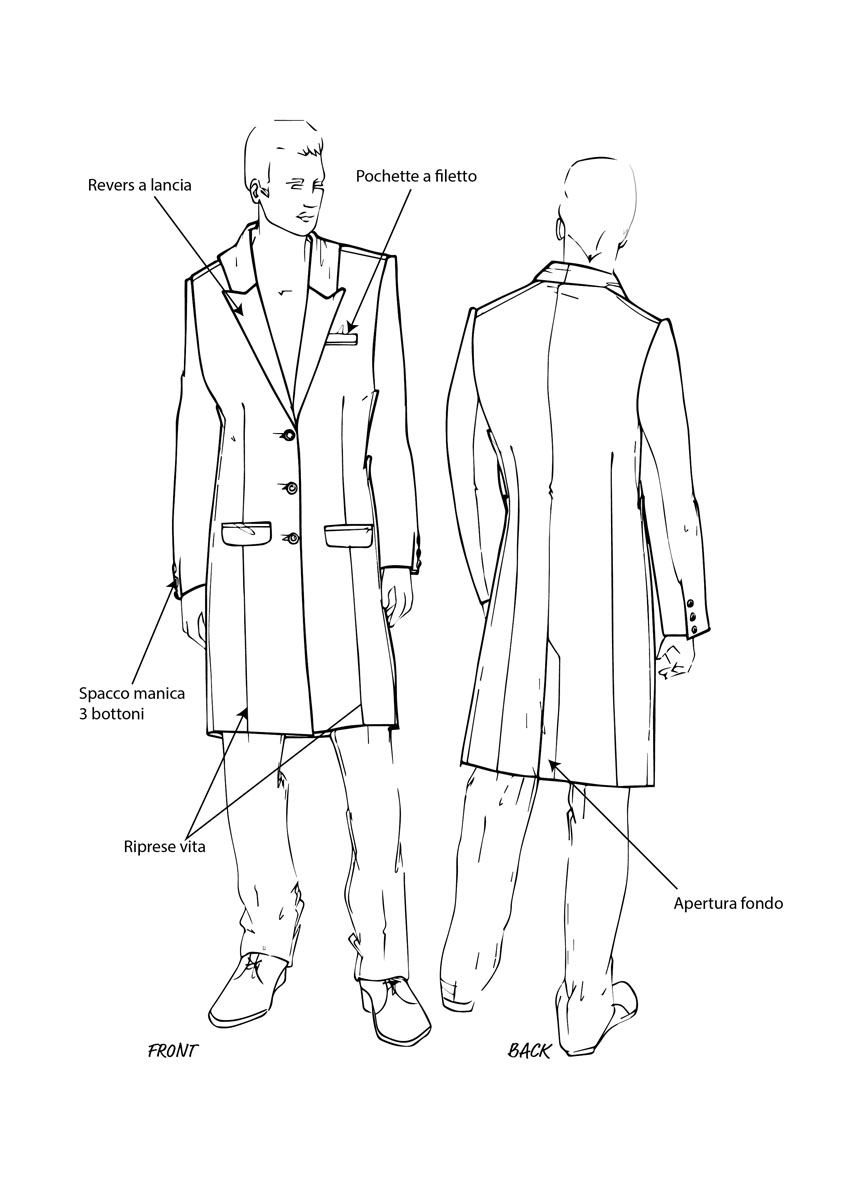 Revers a lancia
Pochette a filetto
Spacco manica
3 bottoni
Riprese vita
Apertura fondo
FRONT
BACK